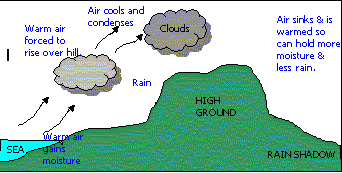 Warm air
forced to
rise over hill
Air cools and
condenses
Clouds
Air sinks & is
warmed so
can hold more
moisture &
less rain.
Rain
HIGH
GROUND
SEA
Warm air
gains
moisture
RAIN SHADOW